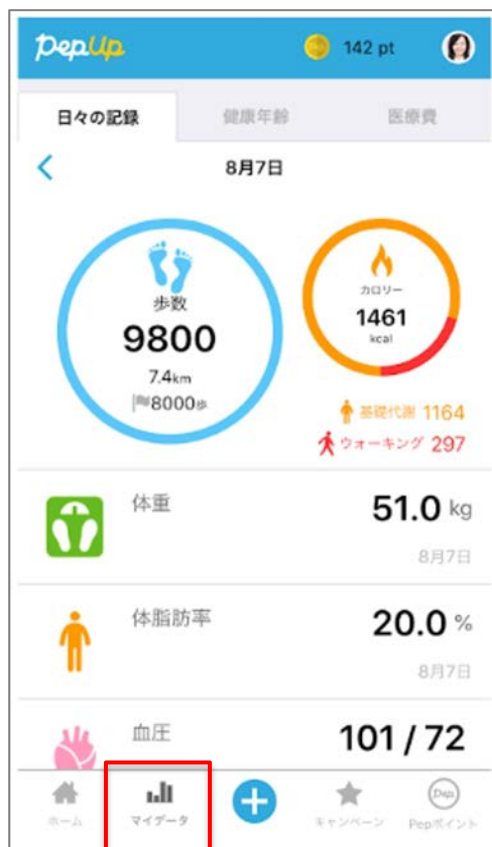 PepUp 142 pt
日々の記録 健康年齢 医療費
8月7日
歩数
9800
7.4km
8000歩
カロリー
1461
kcal
基礎代謝 1164
ウォーキング 297
体重 51.0 kg
8月7日
体脂肪率 20.0 %
8月7日
血圧 101 / 72
Pep
ホーム マイデータ キャンペーン Pepポイント